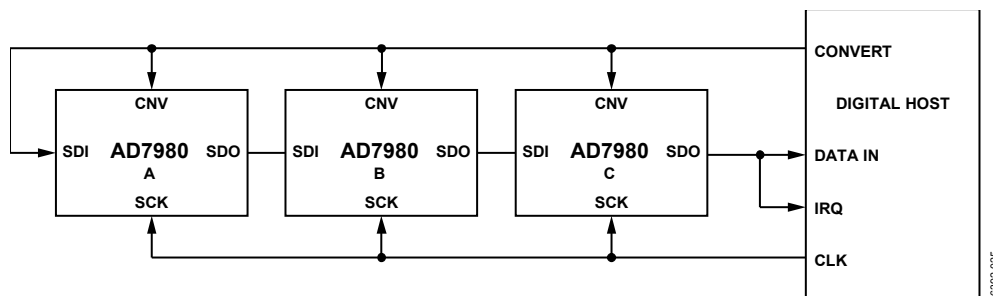 CONVERT
CNV CNV CNV DIGITAL HOST
SDI AD7980 SDO SDI AD7980 SDO SDI AD7980 SDO DATA IN
A B C
SCK SCK SCK IRQ
CLK